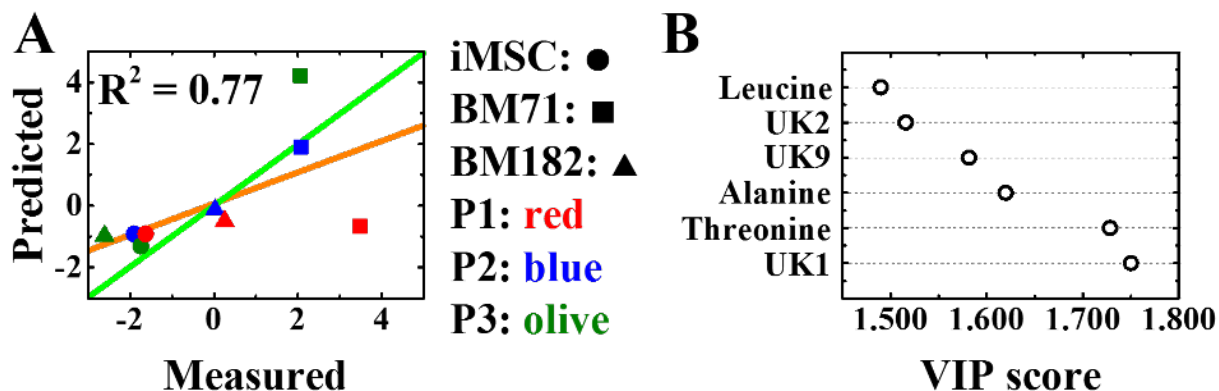 A
R² = 0.77
Predicted
4
2
0
-2
-2 0 2 4
Measured
iMSC: ●
BM71: ■
BM182: ▲
P1: red
P2: blue
P3: olive
B
Leucine
UK2
UK9
Alanine
Threonine
UK1
1.500 1.600 1.700 1.800
VIP score